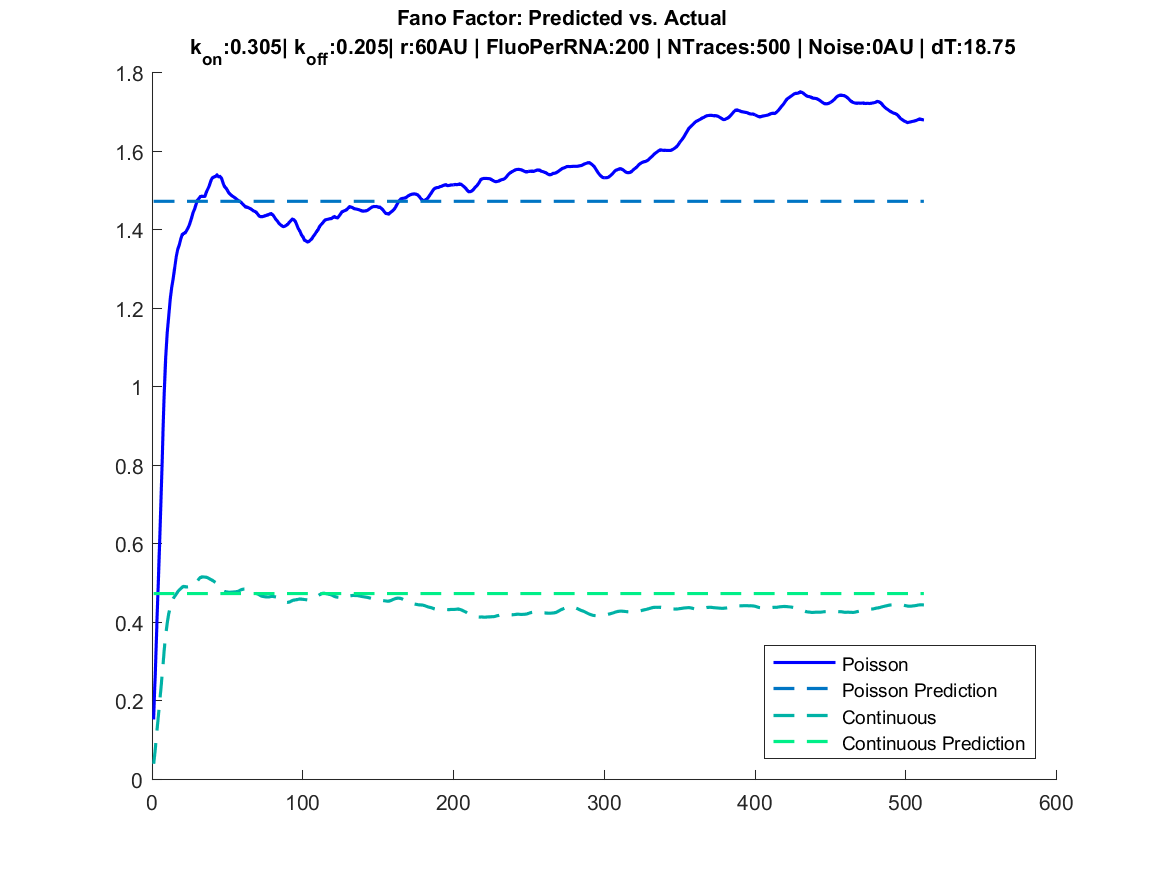 Fano Factor: Predicted vs. Actual
kon:0.305| koff:0.205| r:60AU | FluoPerRNA:200 | NTraces:500 | Noise:0AU | dT:18.75
1.8
1.6
1.4
1.2
1
0.8
0.6
0.4
0.2
0
Poisson
Poisson Prediction
Continuous
Continuous Prediction
0 100 200 300 400 500 600